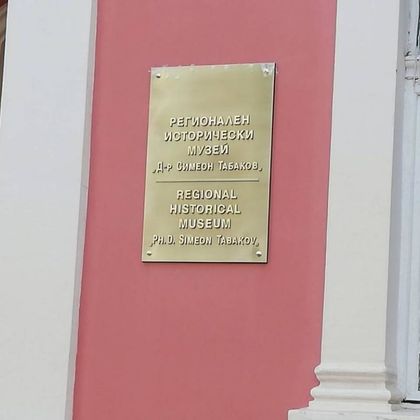 РЕГИОНАЛЕН
ИСТОРИЧЕСКИ
МУЗЕЙ
„Д-р Симеон Табаков„
REGIONAL
HISTORICAL
MUSEUM
„Ph. D. Simeon Tabakov„